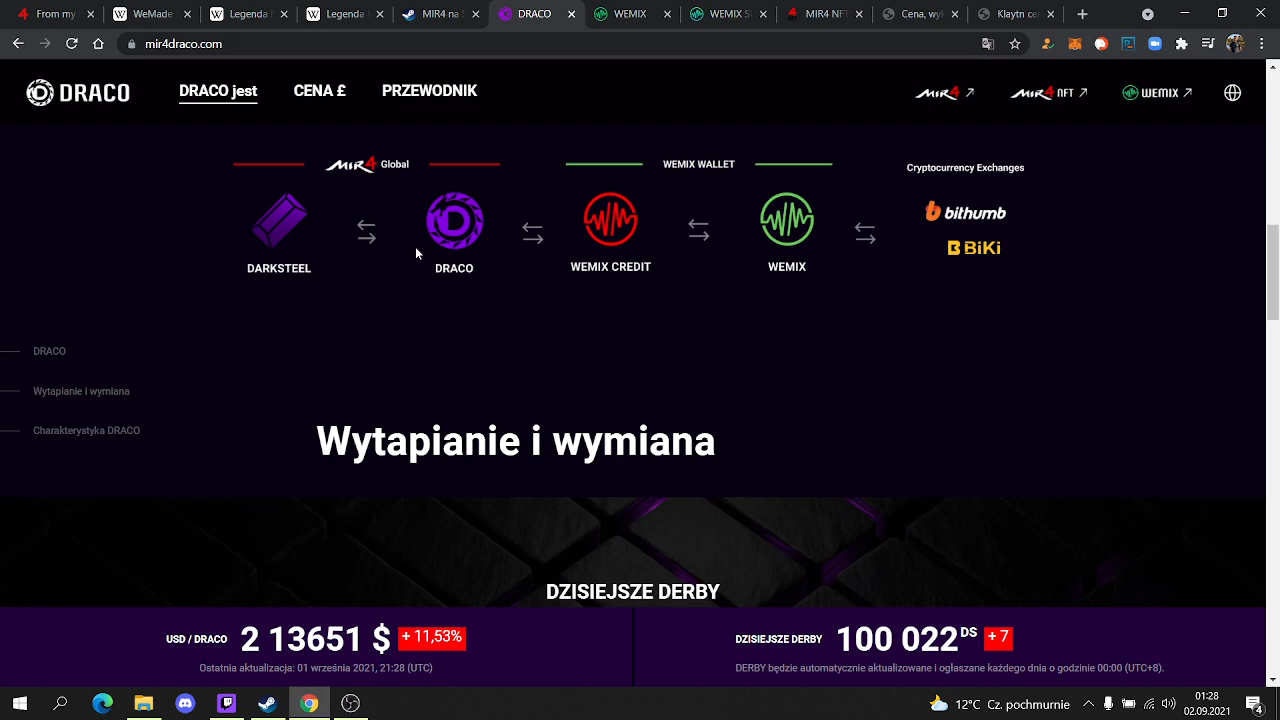 From my
WeMade
Legenda
Legend
MIR4 na
DRACO
WEMIX
WEMIX S
MIR4 NFT
Cena, wy
Klaytn ce
mir4draco.com
DRACO
DRACO jest
CENA £
PRZEWODNIK
MIR4
MIR4 NFT
WEMIX
MIR4 Global
WEMIX WALLET
Cryptocurrency Exchanges
bithumb
BiKi
DARKSTEEL
DRACO
WEMIX CREDIT
WEMIX
DRACO
Wytapianie i wymiana
Charakterystyka DRACO
Wytapianie i wymiana
DZISIEJSZE DERBY
USD / DRACO 2 13651 $ + 11,53%
Ostatnia aktualizacja: 01 września 2021, 21:28 (UTC)
DZISIEJSZE DERBY 100 022 DS + 7
DERBY będzie automatycznie aktualizowane i ogłaszane każdego dnia o godzinie 00:00 (UTC+8).
12°C Cz. pochmurnie
01:28
02.09.2021